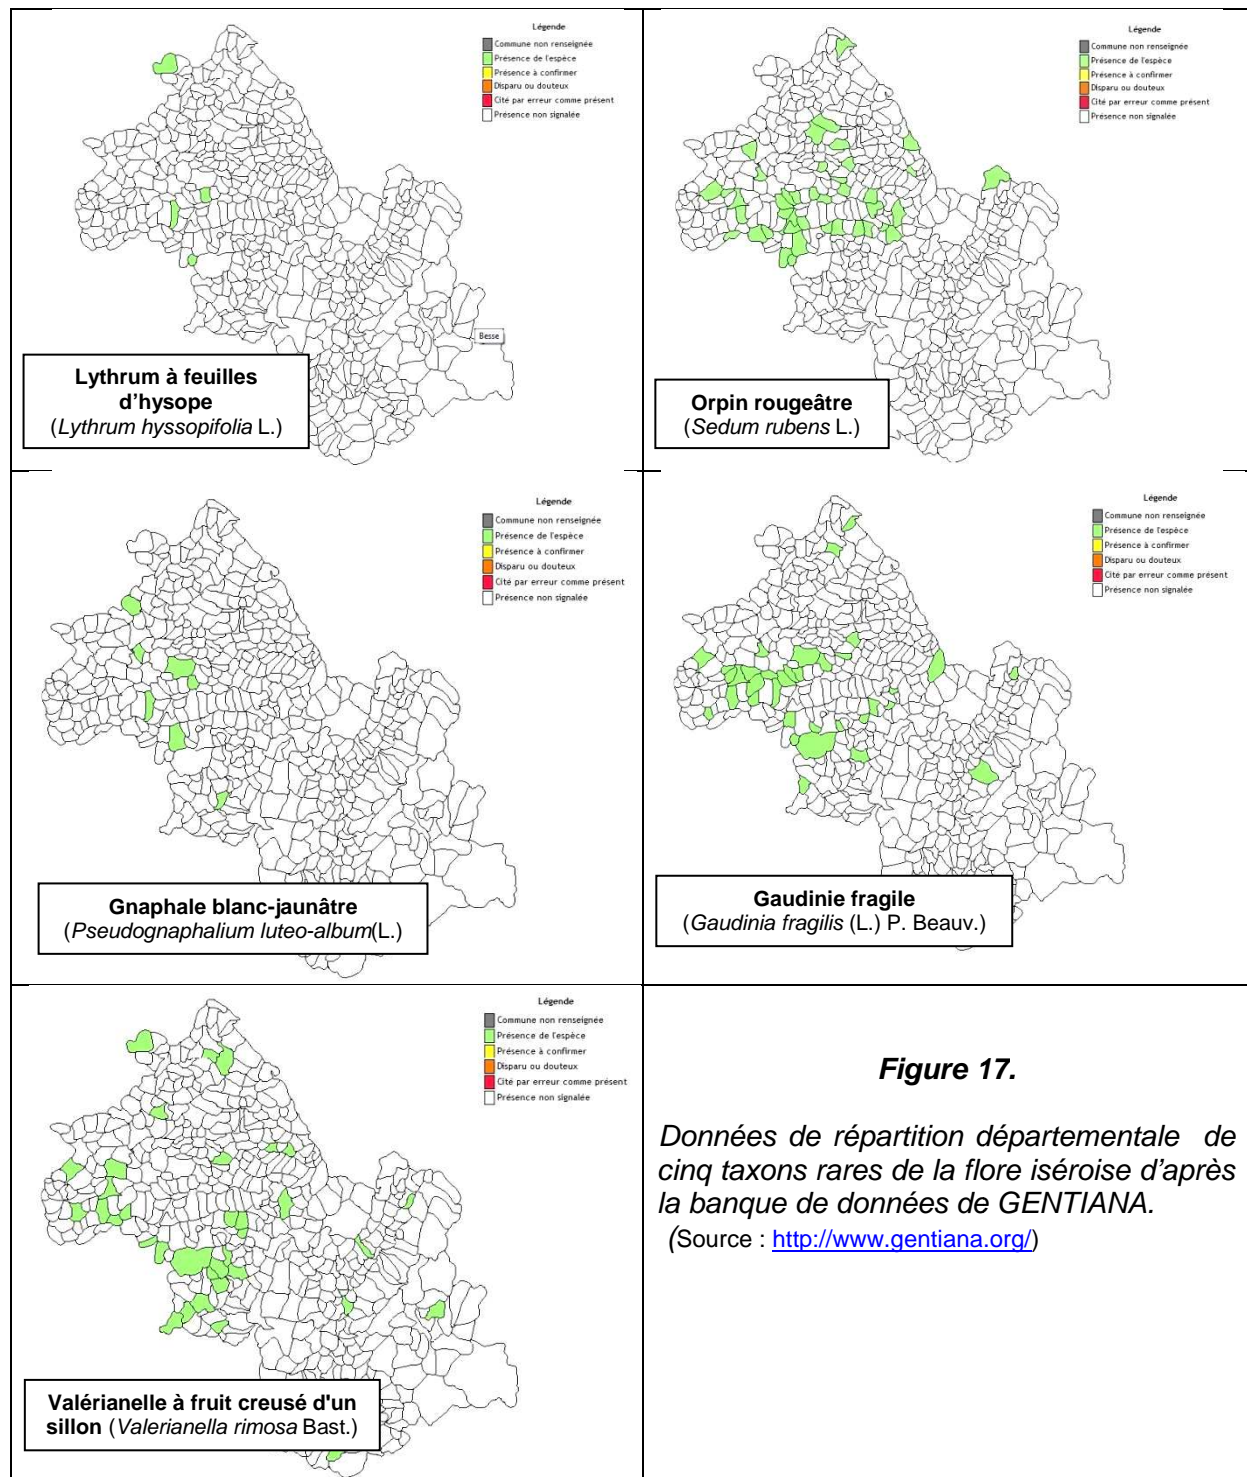 Légende
Commune non renseignée
Présence de l'espèce
Présence à confirmer
Disparu ou douteux
Cité par erreur comme présent
Présence non signalée
Besse
Lythrum à feuilles
d'hysope
(Lythrum hyssopifolia L.)
Légende
Commune non renseignée
Présence de l'espèce
Présence à confirmer
Disparu ou douteux
Cité par erreur comme présent
Présence non signalée
Orpin rougeâtre
(Sedum rubens L.)
Légende
Commune non renseignée
Présence de l'espèce
Présence à confirmer
Disparu ou douteux
Cité par erreur comme présent
Présence non signalée
Gnaphale blanc-jaunâtre
(Pseudognaphalium luteo-album(L.)
Légende
Commune non renseignée
Présence de l'espèce
Présence à confirmer
Disparu ou douteux
Cité par erreur comme présent
Présence non signalée
Gaudinie fragile
(Gaudinia fragilis (L.) P. Beauv.)
Légende
Commune non renseignée
Présence de l'espèce
Présence à confirmer
Disparu ou douteux
Cité par erreur comme présent
Présence non signalée
Valérianelle à fruit creusé d'un
sillon (Valerianella rimosa Bast.)
Figure 17.
Données de répartition départementale de
cinq taxons rares de la flore iséroise d'après
la banque de données de GENTIANA.
(Source : http://www.gentiana.org/)